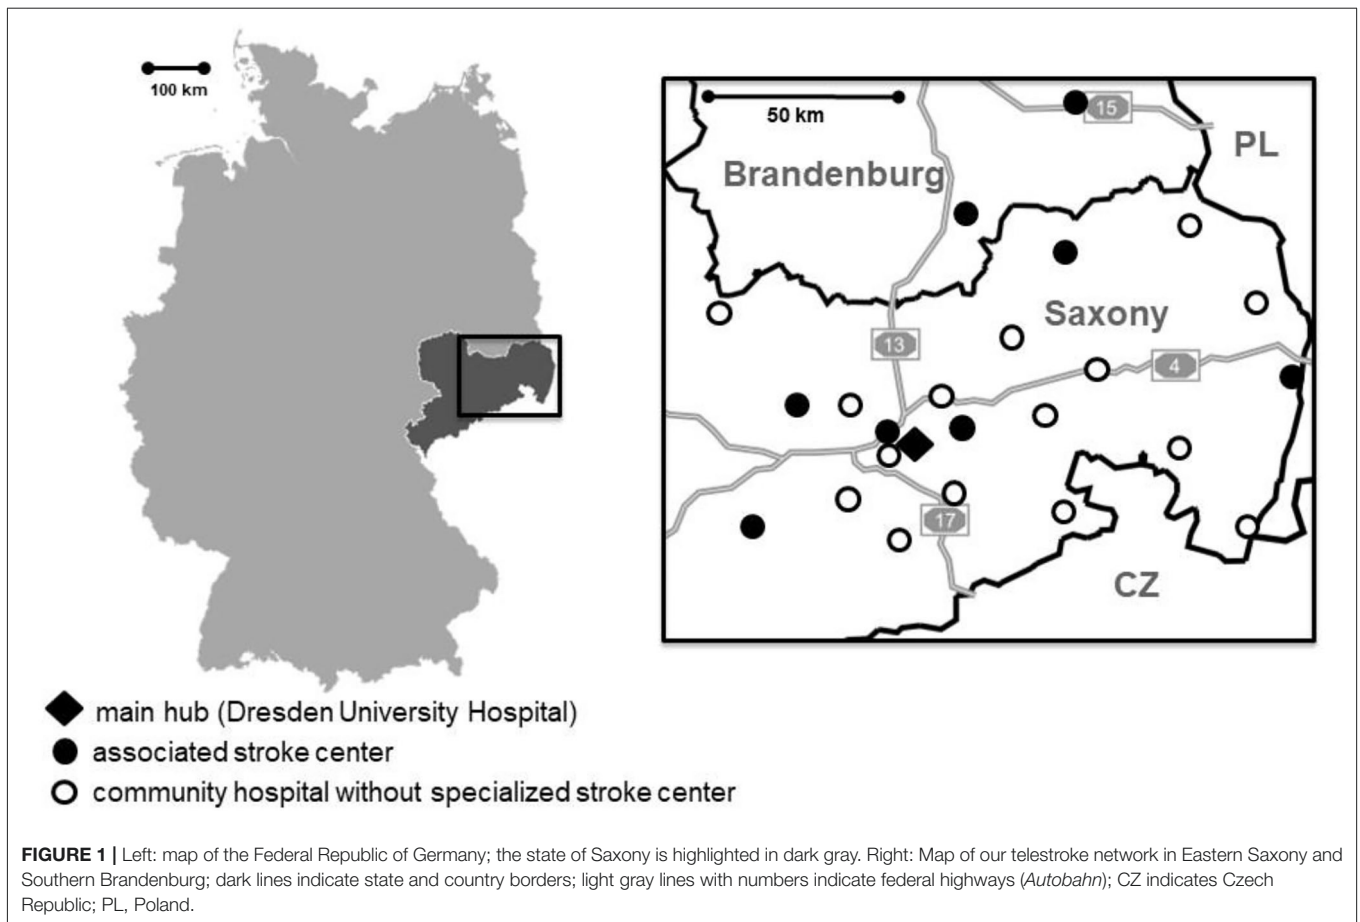 100 km
50 km
15
PL
Brandenburg
Saxony
13
4
17
CZ
main hub (Dresden University Hospital)
associated stroke center
community hospital without specialized stroke center
FIGURE 1 | Left: map of the Federal Republic of Germany; the state of Saxony is highlighted in dark gray. Right: Map of our telestroke network in Eastern Saxony and
Southern Brandenburg; dark lines indicate state and country borders; light gray lines with numbers indicate federal highways (Autobahn); CZ indicates Czech
Republic; PL, Poland.